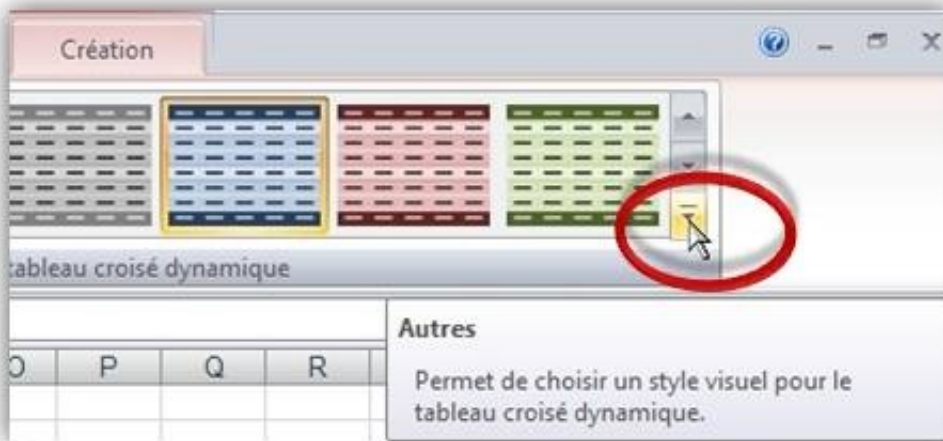 Création
tableau croisé dynamique
P Q R
Autres
Permet de choisir un style visuel pour le
tableau croisé dynamique.